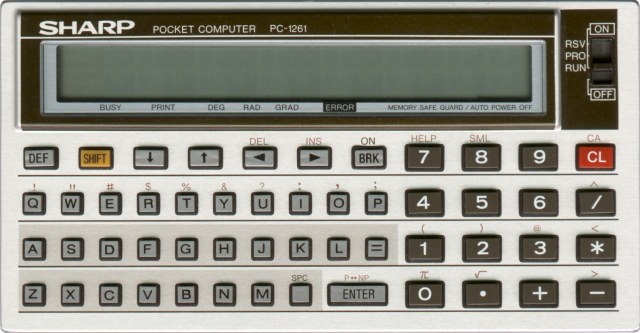 SHARP POCKET COMPUTER PC-1261
ON
RSV
PRO
RUN
OFF
BUSY PRINT DEG RAD GRAD ERROR MEMORY SAFE GUARD / AUTO POWER OFF
DEL INS ON HELP SML CA
DEF SHIFT ↓ ↑ ◄ ► BRK 7 8 9 CL
! " # $ % & ? : , ; ^
Q W E R T Y U I O P 4 5 6 /
( ) @ <
A S D F G H J K L = 1 2 3 *
SPC P↔NP π √ >
Z X C V B N M ENTER 0 • + −